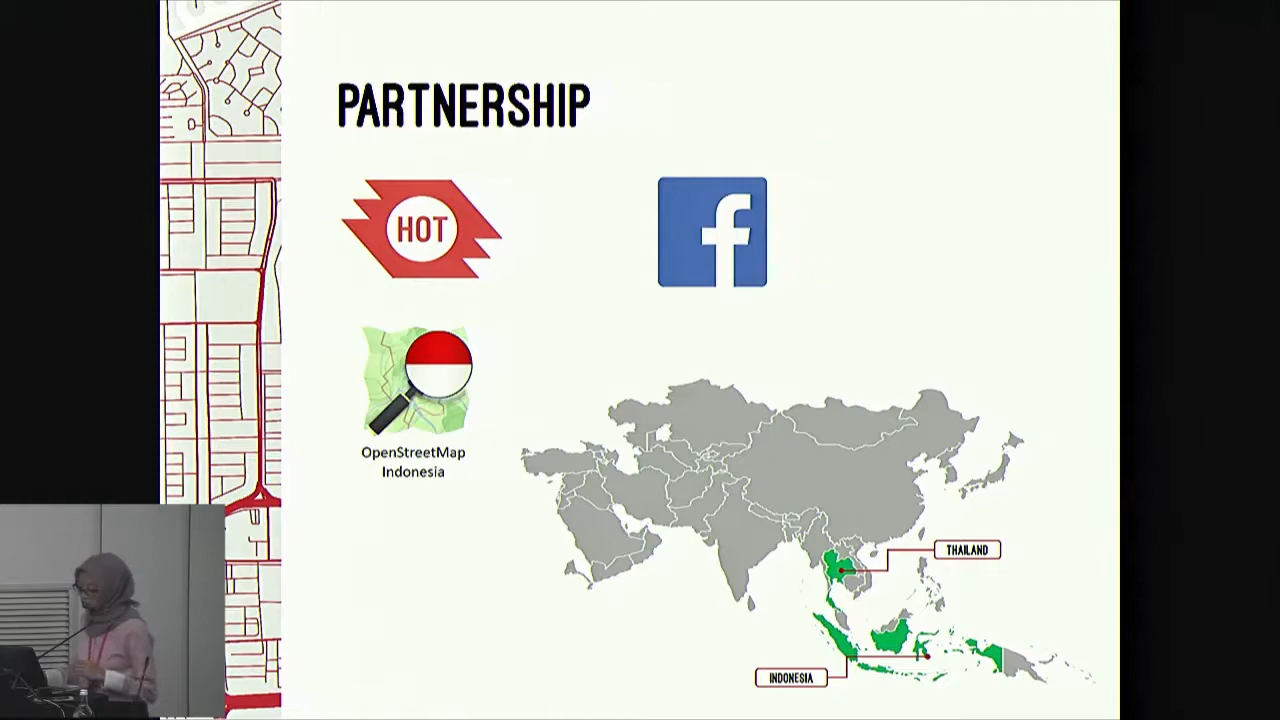 PARTNERSHIP
HOT
f
OpenStreetMap
Indonesia
THAILAND
INDONESIA